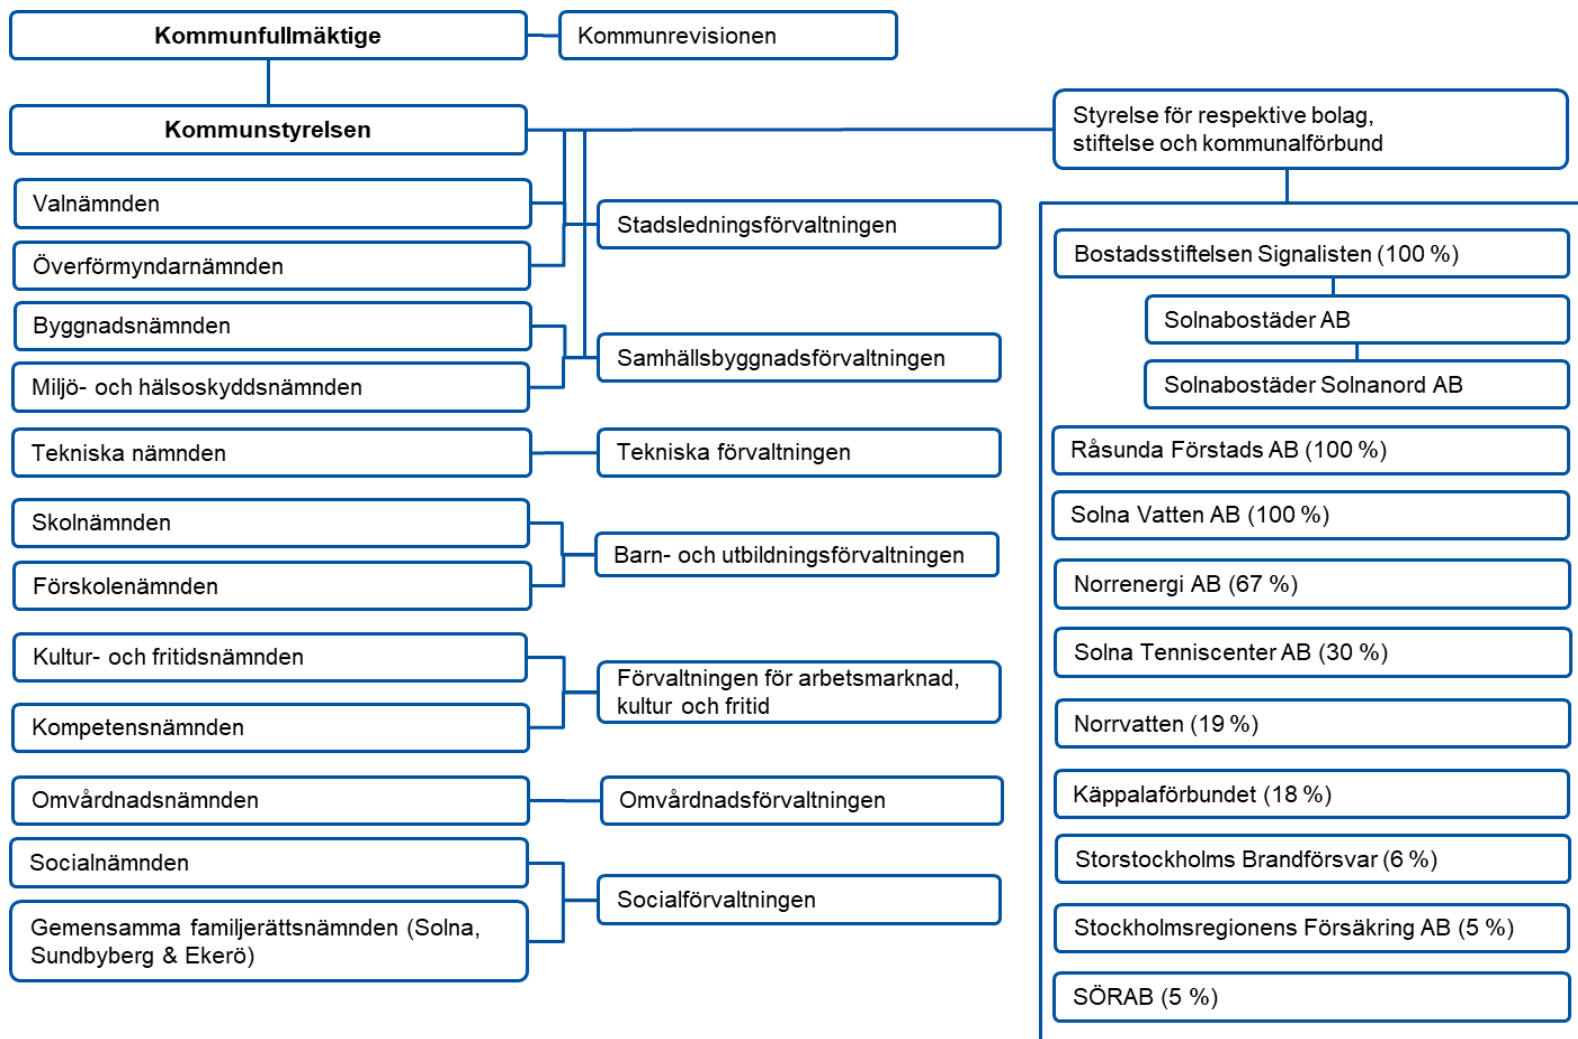 Kommunfullmäktige
Kommunrevisionen
Kommunstyrelsen
Styrelse för respektive bolag,
stiftelse och kommunalförbund
Valnämnden
Överförmyndarnämnden
Stadsledningsförvaltningen
Byggnadsnämnden
Miljö- och hälsoskyddsnämnden
Samhällsbyggnadsförvaltningen
Tekniska nämnden
Tekniska förvaltningen
Skolnämnden
Förskolenämnden
Barn- och utbildningsförvaltningen
Kultur- och fritidsnämnden
Kompetensnämnden
Förvaltningen för arbetsmarknad,
kultur och fritid
Omvårdnadsnämnden
Omvårdnadsförvaltningen
Socialnämnden
Gemensamma familjerättsnämnden (Solna,
Sundbyberg & Ekerö)
Socialförvaltningen
Bostadsstiftelsen Signalisten (100 %)
Solnabostäder AB
Solnabostäder Solnanord AB
Råsunda Förstads AB (100 %)
Solna Vatten AB (100 %)
Norrenergi AB (67 %)
Solna Tenniscenter AB (30 %)
Norrvatten (19 %)
Käppalaförbundet (18 %)
Storstockholms Brandförsvar (6 %)
Stockholmsregionens Försäkring AB (5 %)
SÖRAB (5 %)